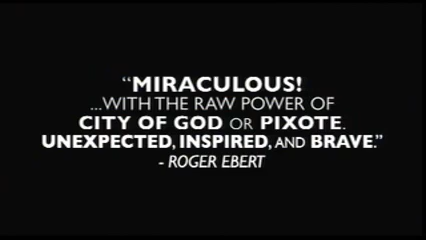 “MIRACULOUS!
...WITH THE RAW POWER OF
CITY OF GOD OR PIXOTE.
UNEXPECTED, INSPIRED, AND BRAVE.”
- ROGER EBERT